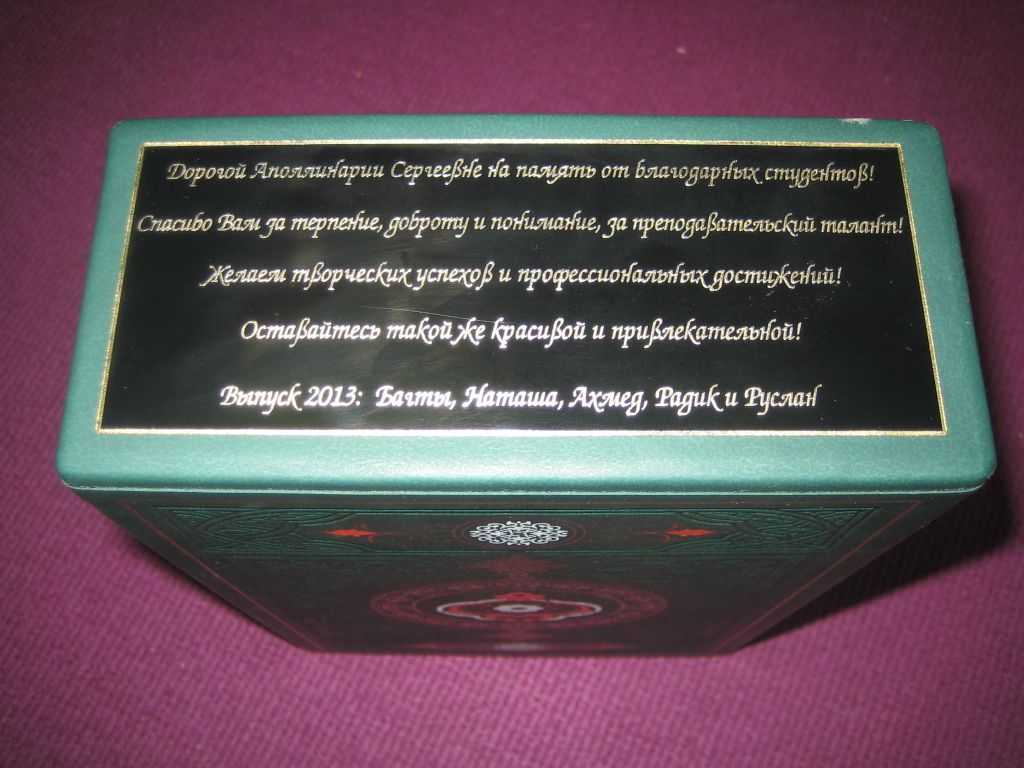 Дорогой Аполлинарии Сергеевне на память от благодарных студентов!
Спасибо Вам за терпение, доброту и понимание, за преподавательский талант!
Желаем творческих успехов и профессиональных достижений!
Оставайтесь такой же красивой и привлекательной!
Выпуск 2013: Багты, Наташа, Ахмед, Радик и Руслан